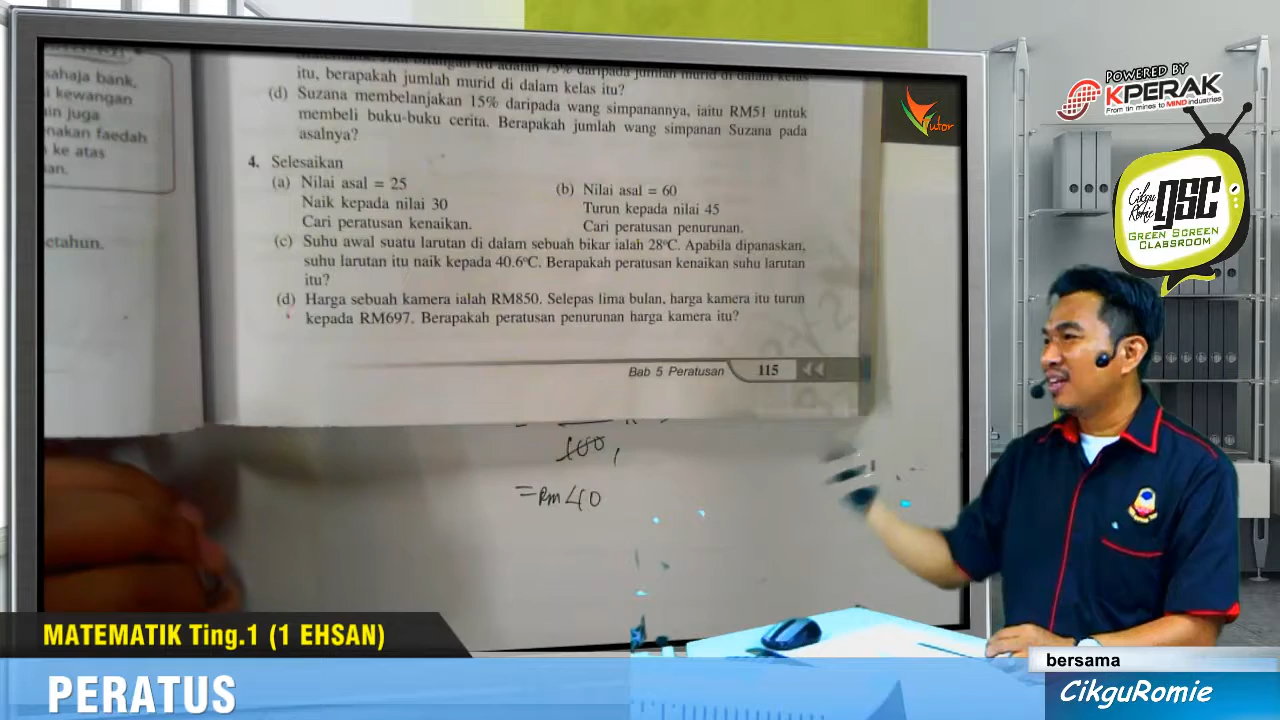 sahaja bank,
kewangan
juga
nakan faedah
ke atas
etahun.
itu, berapakah jumlah murid di dalam kelas itu?
(d) Suzana membelanjakan 15% daripada wang simpanannya, iaitu RM51 untuk
membeli buku-buku cerita. Berapakah jumlah wang simpanan Suzana pada
asalnya?
4. Selesaikan
(a) Nilai asal = 25
Naik kepada nilai 30
Cari peratusan kenaikan.
(b) Nilai asal = 60
Turun kepada nilai 45
Cari peratusan penurunan.
(c) Suhu awal suatu larutan di dalam sebuah bikar ialah 28°C. Apabila dipanaskan,
suhu larutan itu naik kepada 40.6°C. Berapakah peratusan kenaikan suhu larutan
itu?
(d) Harga sebuah kamera ialah RM850. Selepas lima bulan, harga kamera itu turun
kepada RM697. Berapakah peratusan penurunan harga kamera itu?
Bab 5 Peratusan 115
100
= RM 40
Tutor
POWERED BY
KPERAK
From tin mines to MIND industries
Cikgu
Romie GSC
GREEN SCREEN
CLASSROOM
MATEMATIK Ting.1 (1 EHSAN)
PERATUS
bersama
CikguRomie